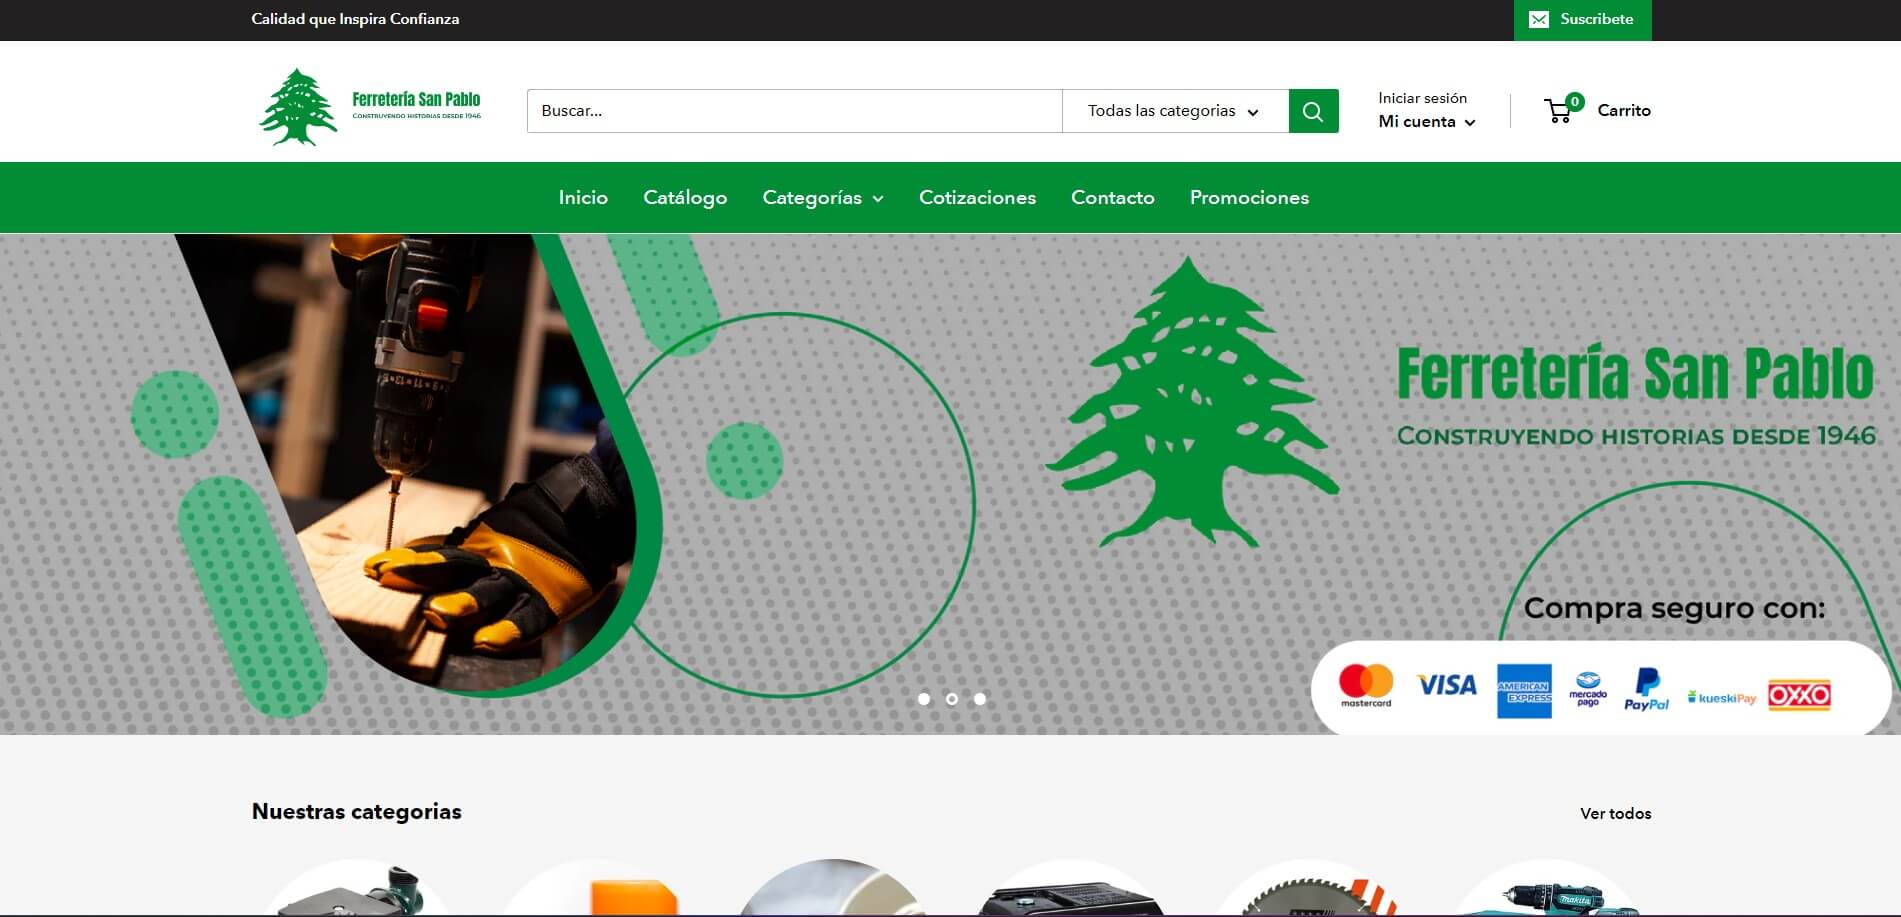 Calidad que Inspira Confianza
Suscribete
Ferretería San Pablo
Construyendo historias desde 1946
Buscar...
Todas las categorias
Iniciar sesión
Mi cuenta
0
Carrito
Inicio
Catálogo
Categorías
Cotizaciones
Contacto
Promociones
Ferretería San Pablo
Construyendo historias desde 1946
Compra seguro con:
mastercard
VISA
AMERICAN
EXPRESS
mercado
pago
PayPal
kueskiPay
OXXO
Nuestras categorias
Ver todos
makita